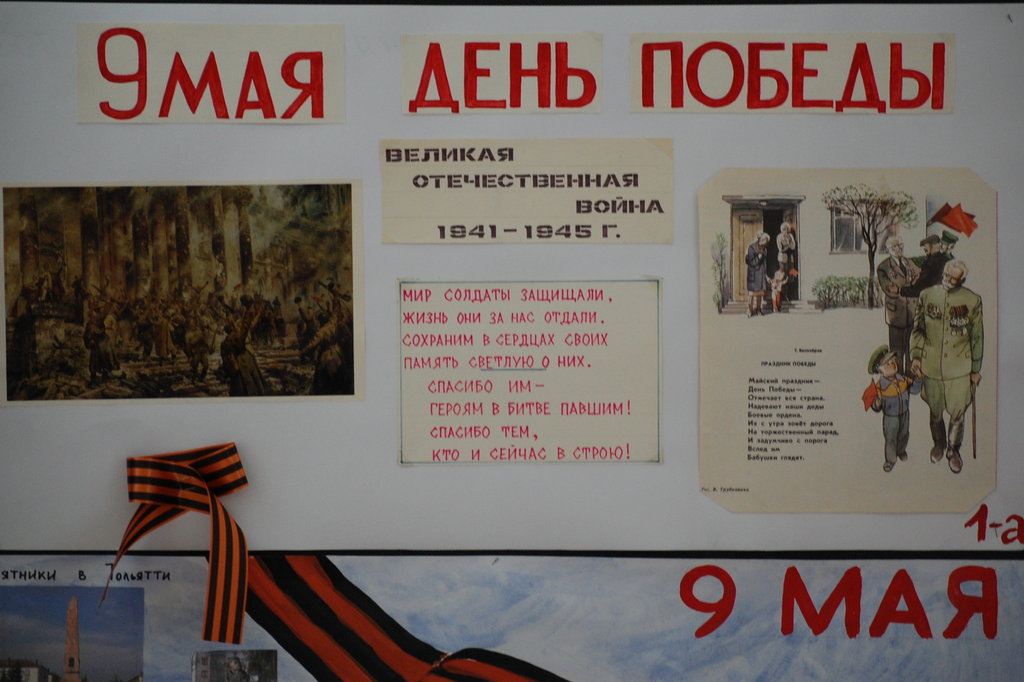 9 МАЯ ДЕНЬ ПОБЕДЫ
ВЕЛИКАЯ
ОТЕЧЕСТВЕННАЯ
ВОЙНА
1941-1945 Г.
МИР СОЛДАТЫ ЗАЩИЩАЛИ,
ЖИЗНЬ ОНИ ЗА НАС ОТДАЛИ.
СОХРАНИМ В СЕРДЦАХ СВОИХ
ПАМЯТЬ СВЕТЛУЮ О НИХ.
СПАСИБО ИМ-
ГЕРОЯМ В БИТВЕ ПАВШИМ!
СПАСИБО ТЕМ,
КТО И СЕЙЧАС В СТРОЮ!
ПРАЗДНИК ПОБЕДЫ
Майский праздник—
День Победы—
Отмечает вся страна.
Надевают наши деды
Боевые ордена.
Их с утра зовёт дорога
На торжественный парад,
И задумчиво с порога
Вслед им
Бабушки глядят.
1-а
ЯТНИКИ В ТОЛЬЯТТИ
9 МАЯ